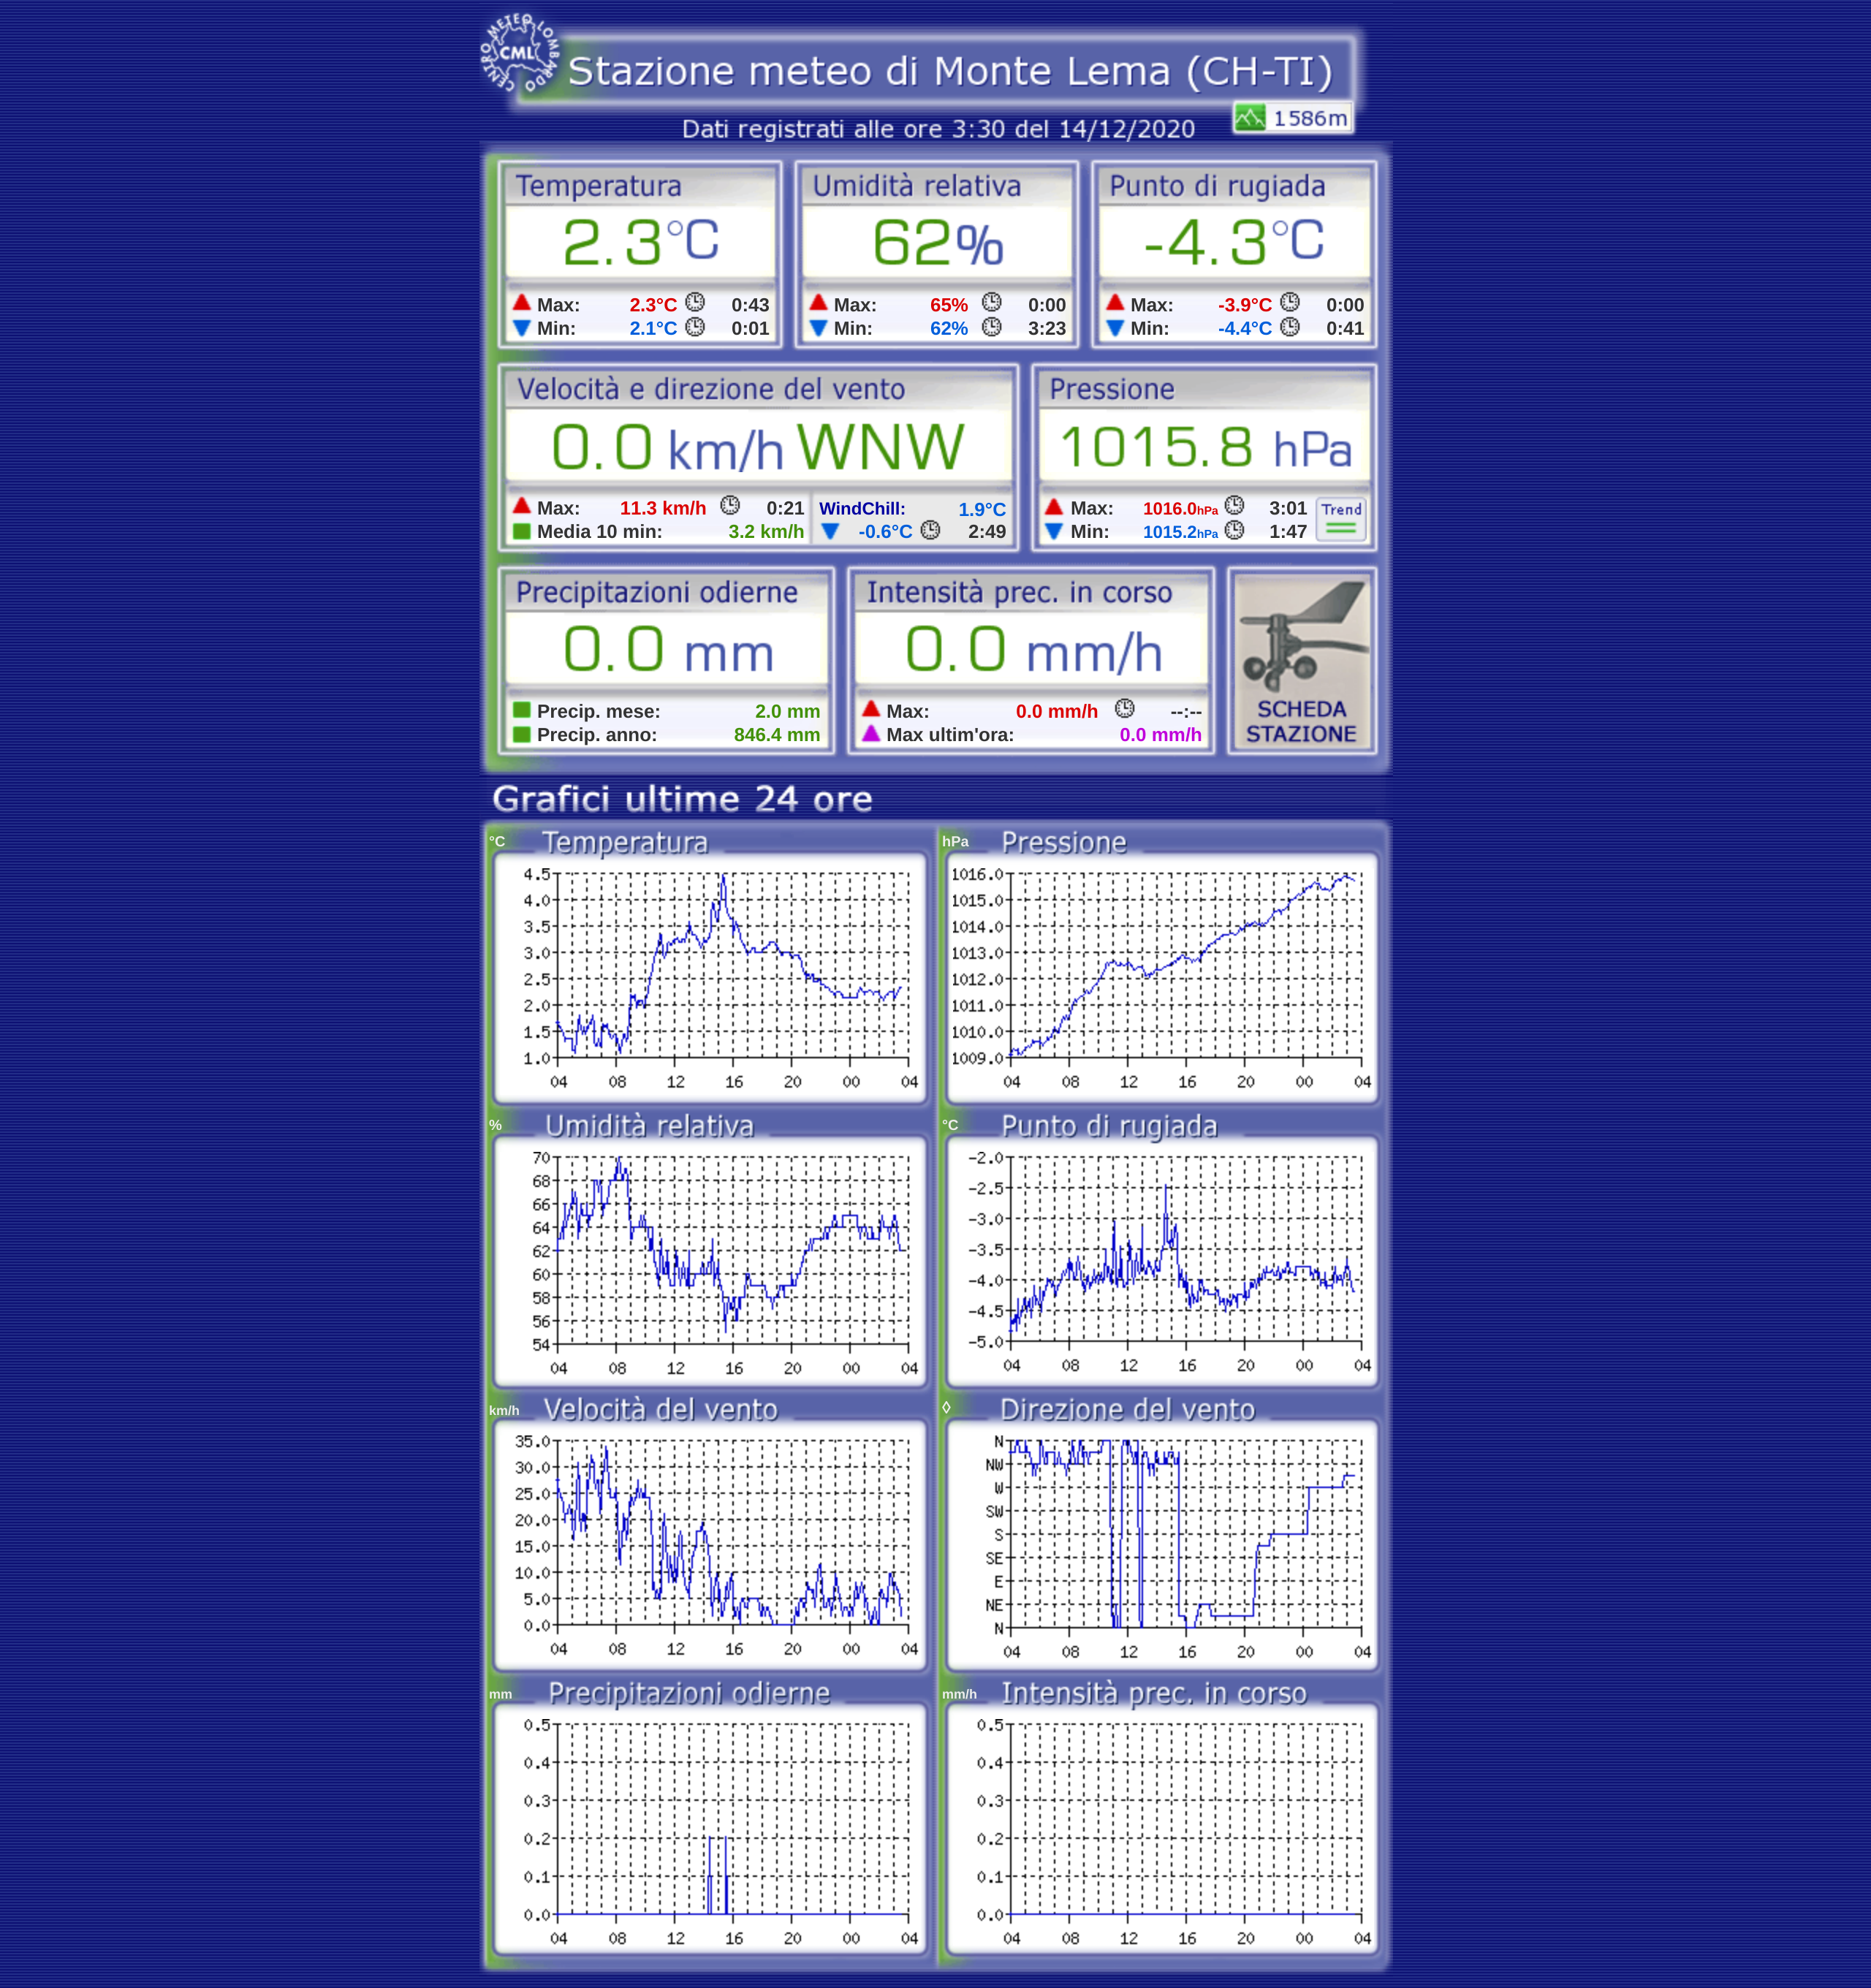 CENTRO METEO LOMBARDO
CML
Stazione meteo di Monte Lema (CH-TI)
1586m
Dati registrati alle ore 3:30 del 14/12/2020
Temperatura
2.3°C
Max: 2.3°C 0:43
Min: 2.1°C 0:01
Umidità relativa
62%
Max: 65% 0:00
Min: 62% 3:23
Punto di rugiada
-4.3°C
Max: -3.9°C 0:00
Min: -4.4°C 0:41
Velocità e direzione del vento
0.0 km/h WNW
Max: 11.3 km/h 0:21
Media 10 min: 3.2 km/h
WindChill: 1.9°C
-0.6°C 2:49
Pressione
1015.8 hPa
Max: 1016.0hPa 3:01
Min: 1015.2hPa 1:47
Trend
Precipitazioni odierne
0.0 mm
Precip. mese: 2.0 mm
Precip. anno: 846.4 mm
Intensità prec. in corso
0.0 mm/h
Max: 0.0 mm/h --:--
Max ultim'ora: 0.0 mm/h
SCHEDA
STAZIONE
Grafici ultime 24 ore
°C Temperatura
4.5
4.0
3.5
3.0
2.5
2.0
1.5
1.0
04 08 12 16 20 00 04
hPa Pressione
1016.0
1015.0
1014.0
1013.0
1012.0
1011.0
1010.0
1009.0
04 08 12 16 20 00 04
% Umidità relativa
70
68
66
64
62
60
58
56
54
04 08 12 16 20 00 04
°C Punto di rugiada
-2.0
-2.5
-3.0
-3.5
-4.0
-4.5
-5.0
04 08 12 16 20 00 04
km/h Velocità del vento
35.0
30.0
25.0
20.0
15.0
10.0
5.0
0.0
04 08 12 16 20 00 04
◊ Direzione del vento
N
NW
W
SW
S
SE
E
NE
N
04 08 12 16 20 00 04
mm Precipitazioni odierne
0.5
0.4
0.3
0.2
0.1
0.0
04 08 12 16 20 00 04
mm/h Intensità prec. in corso
0.5
0.4
0.3
0.2
0.1
0.0
04 08 12 16 20 00 04